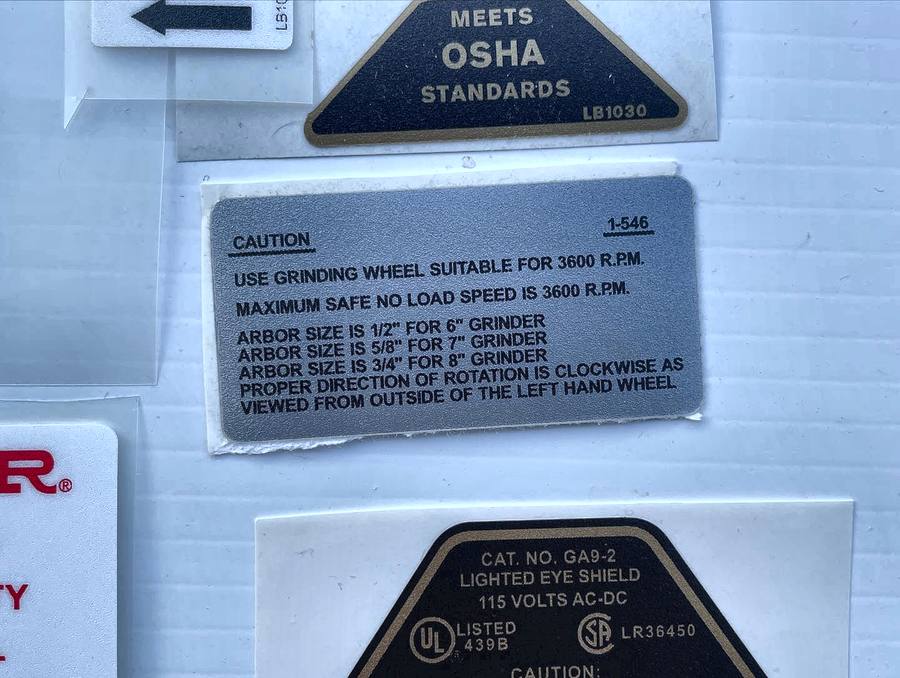 LB10
MEETS
OSHA
STANDARDS
LB1030
CAUTION 1-546
USE GRINDING WHEEL SUITABLE FOR 3600 R.P.M.
MAXIMUM SAFE NO LOAD SPEED IS 3600 R.P.M.
ARBOR SIZE IS 1/2" FOR 6" GRINDER
ARBOR SIZE IS 5/8" FOR 7" GRINDER
ARBOR SIZE IS 3/4" FOR 8" GRINDER
PROPER DIRECTION OF ROTATION IS CLOCKWISE AS
VIEWED FROM OUTSIDE OF THE LEFT HAND WHEEL
R®
TY
CAT. NO. GA9-2
LIGHTED EYE SHIELD
115 VOLTS AC-DC
UL LISTED SA LR36450
439B
CAUTION: